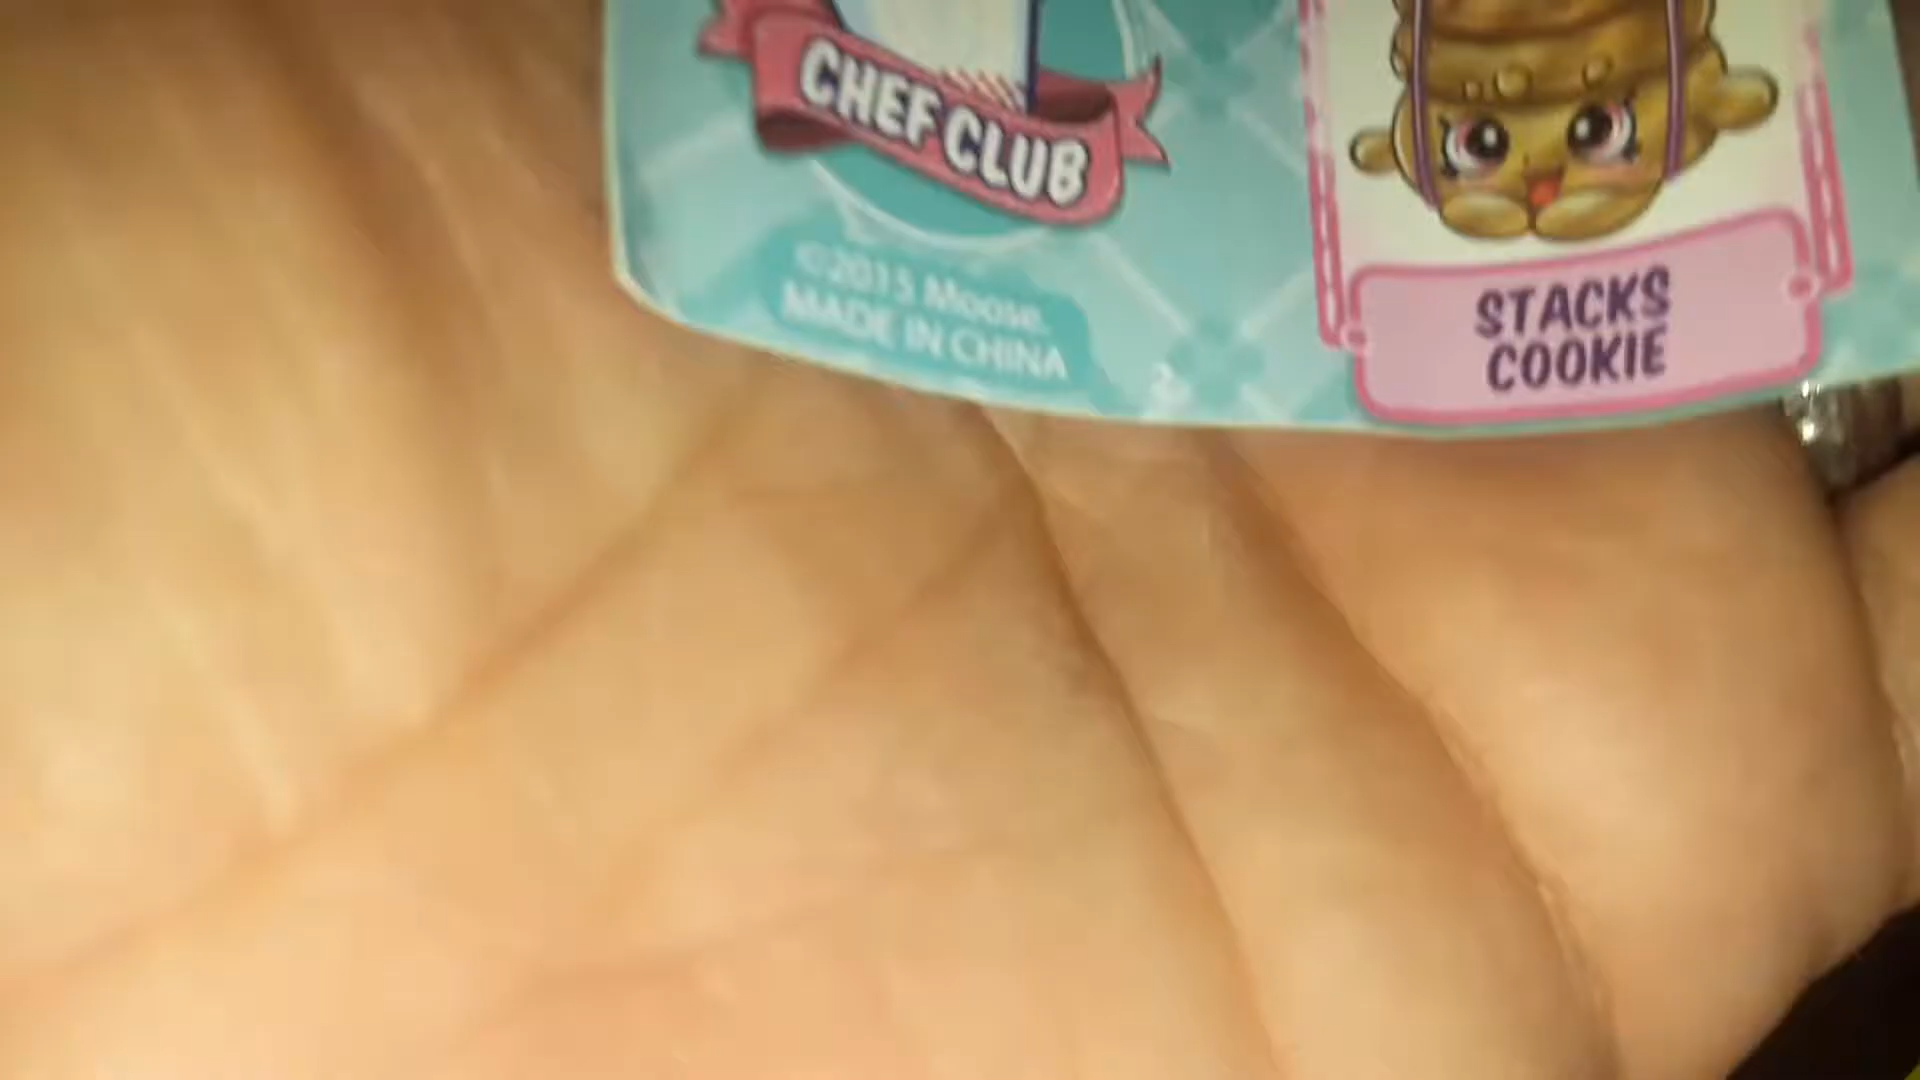 CHEF CLUB
©2015 Moose.
MADE IN CHINA
STACKS
COOKIE